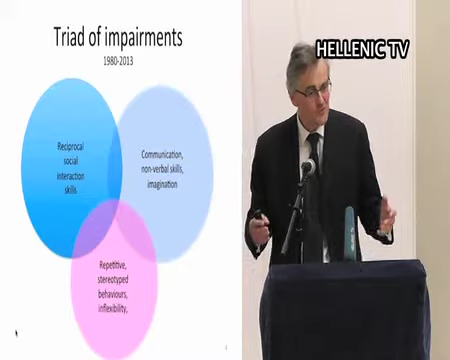 Triad of impairments
1980-2013
HELLENIC TV
Reciprocal
social
interaction
skills
Communication,
non-verbal skills,
imagination
Repetitive,
stereotyped
behaviours,
inflexibility,